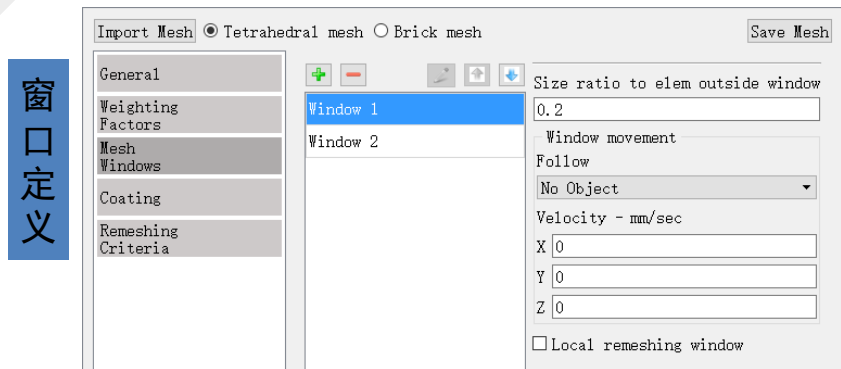 Import Mesh Tetrahedral mesh Brick mesh Save Mesh
窗口定义
General
Weighting
Factors
Mesh
Windows
Coating
Remeshing
Criteria
Window 1
Window 2
Size ratio to elem outside window
0.2
Window movement
Follow
No Object
Velocity - mm/sec
X 0
Y 0
Z 0
Local remeshing window